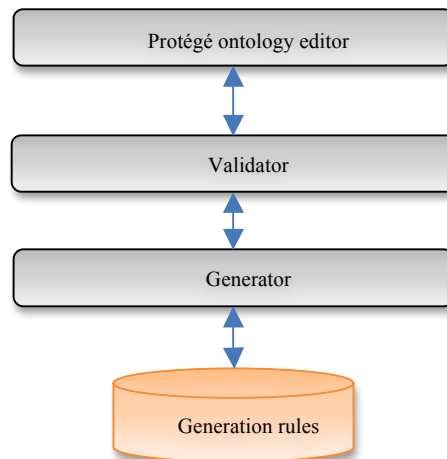 Protégé ontology editor
Validator
Generator
Generation rules